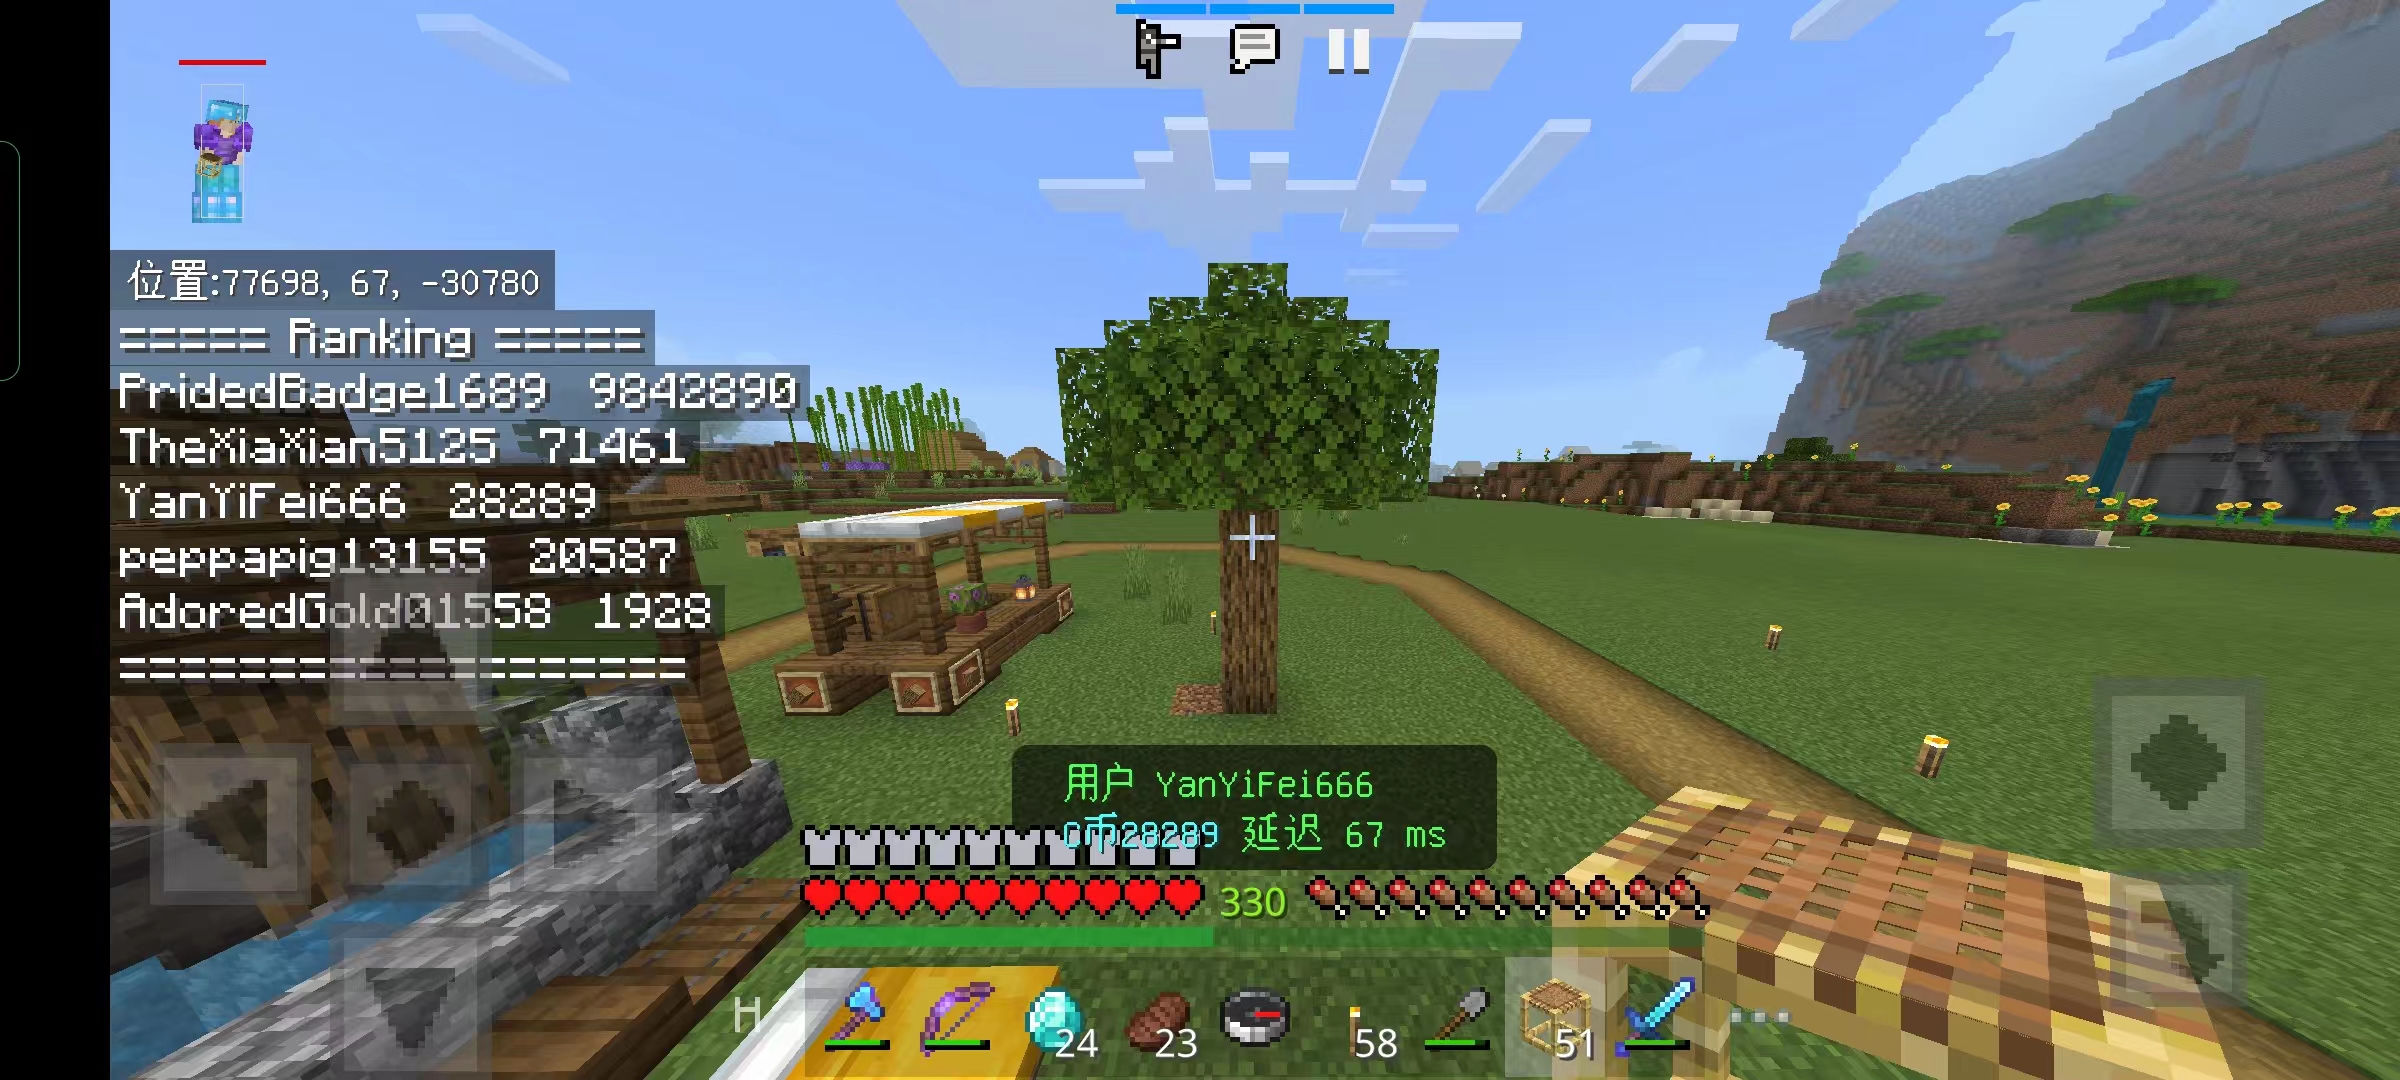 位置:77698, 67, -30780
===== Ranking =====
PridedBadge1689 9842890
TheXiaXian5125 71461
YanYiFei666 28289
peppapig13155 20587
AdoredGold01558 1928
===================
用户 YanYiFei666
C币28289 延迟 67 ms
330
H
24 23 58 51